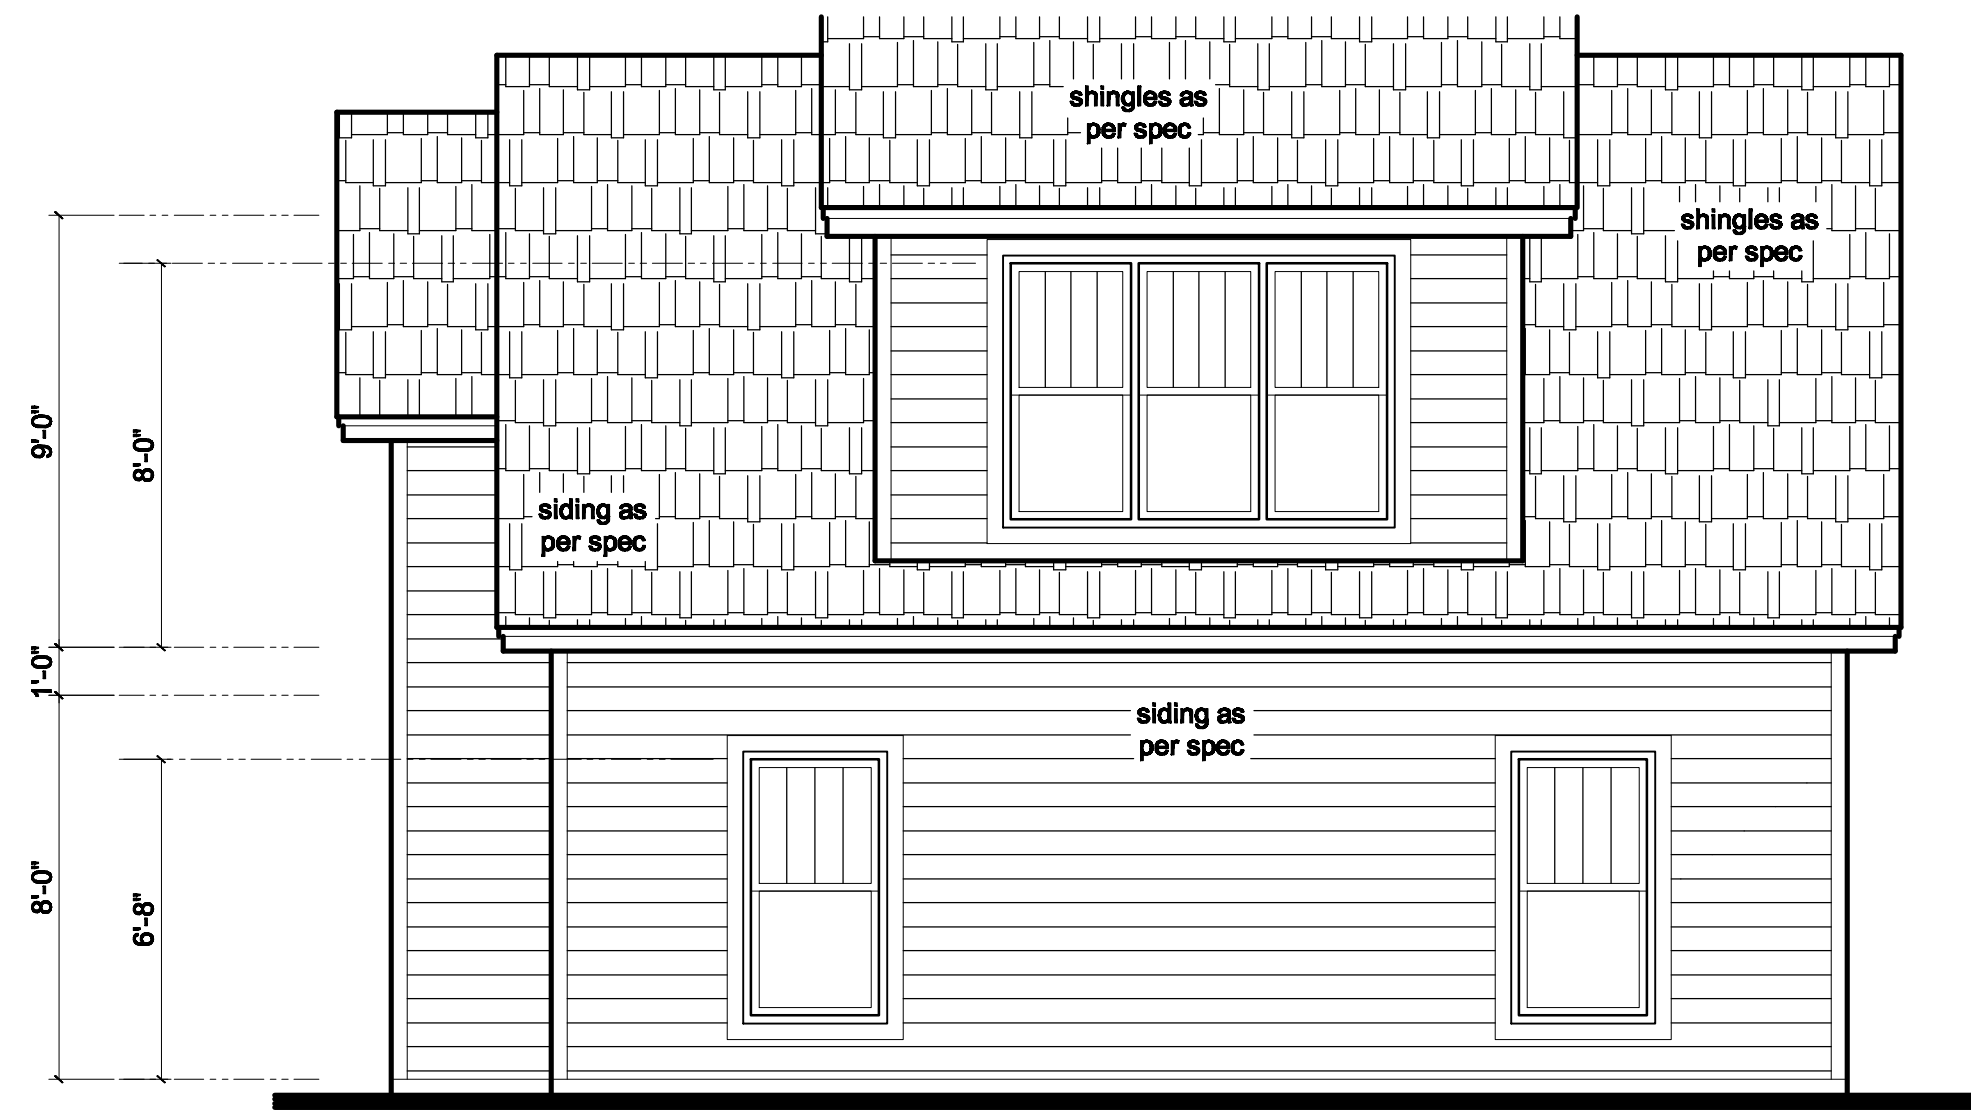 shingles as
per spec
shingles as
per spec
9'-0"
8'-0"
siding as
per spec
1'-0"
siding as
per spec
8'-0"
6'-8"